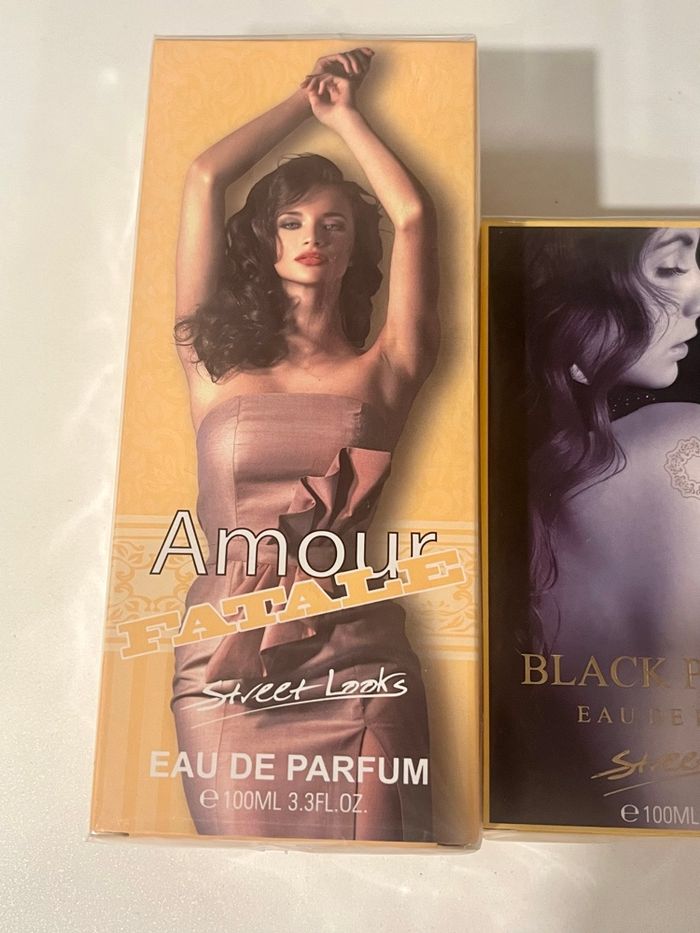 Amour
FATALE
Street Looks
EAU DE PARFUM
℮ 100ML 3.3FL.OZ.
BLACK
EAU DE
℮ 100ML